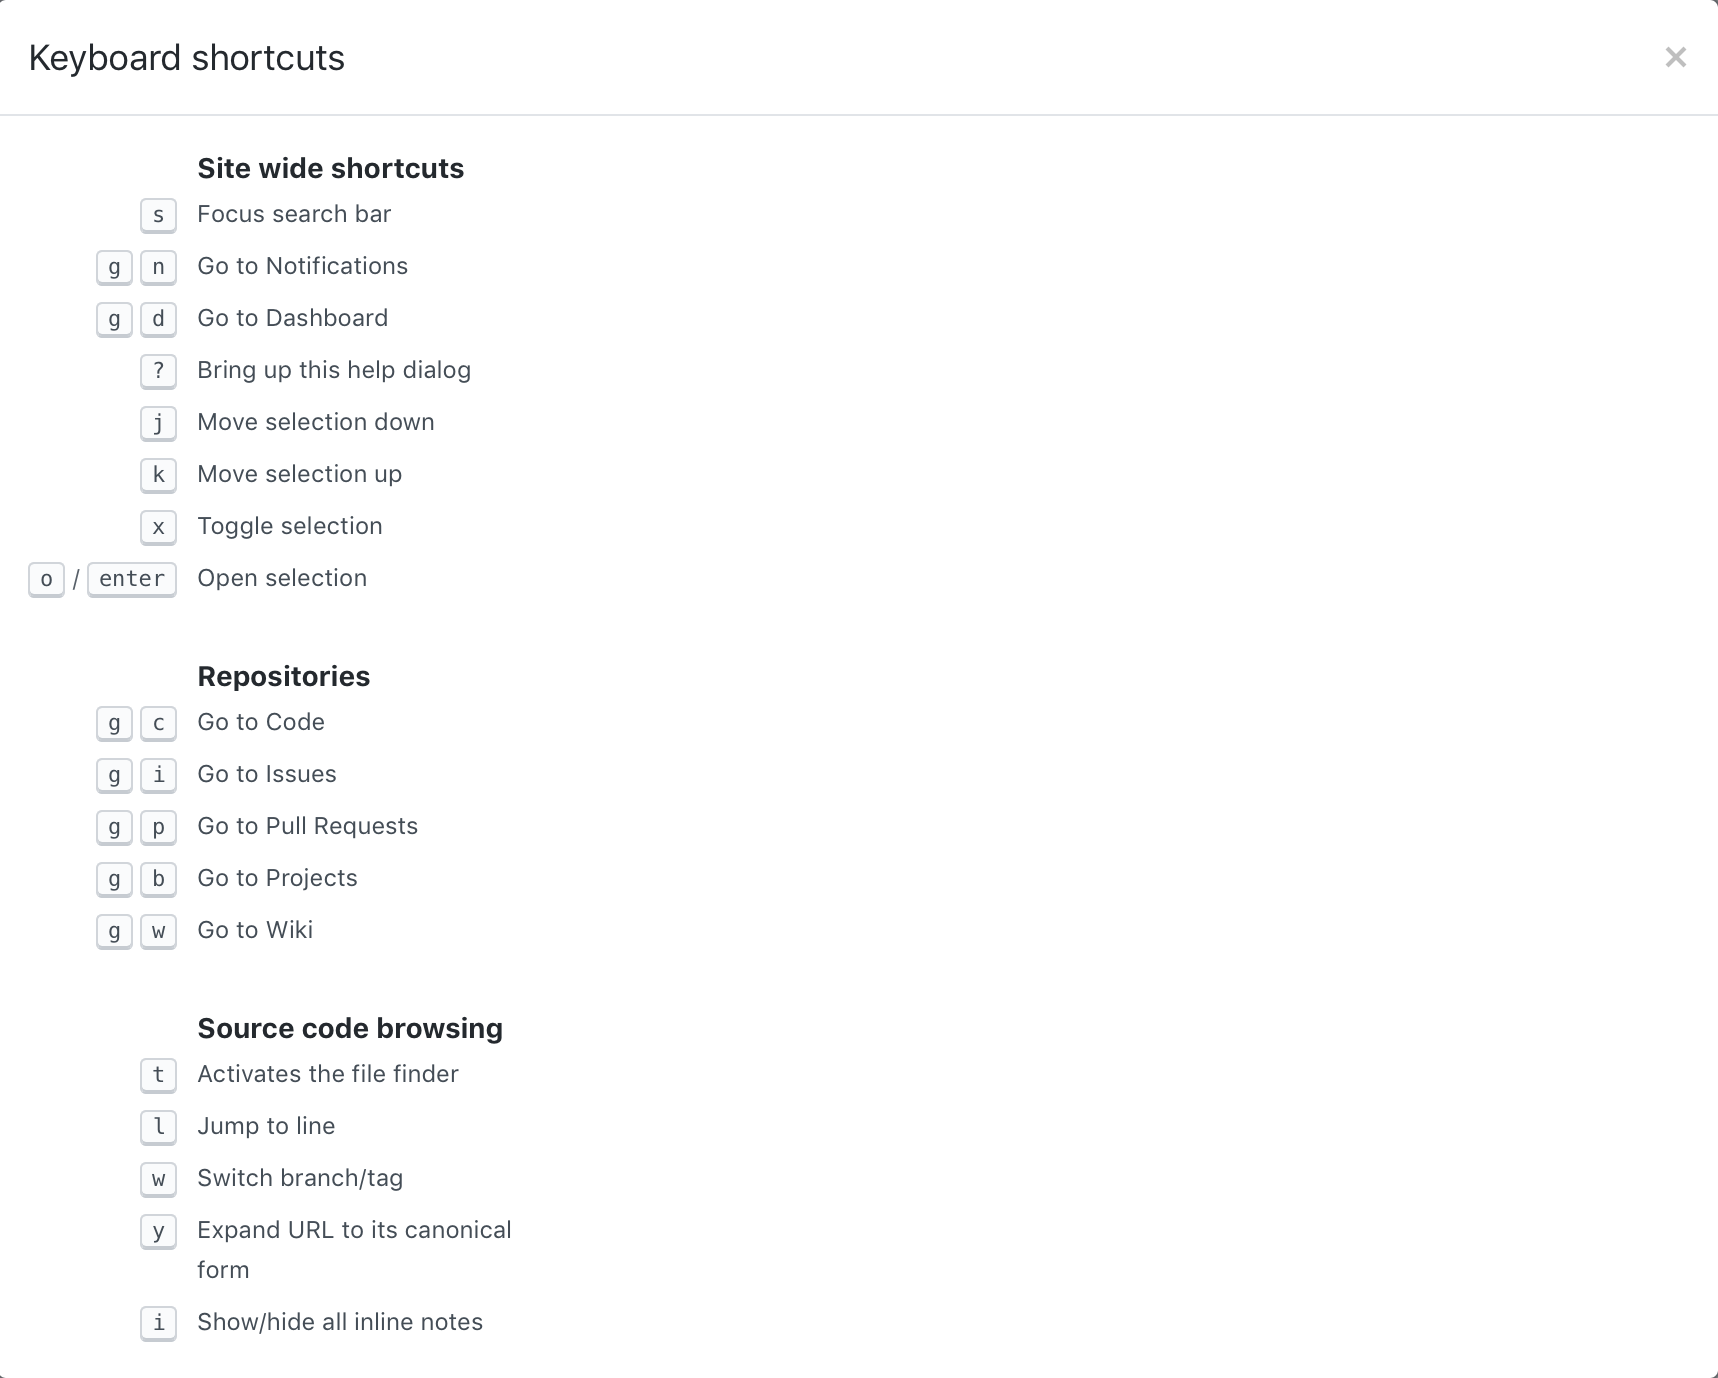 Keyboard shortcuts
Site wide shortcuts
s Focus search bar
g n Go to Notifications
g d Go to Dashboard
? Bring up this help dialog
j Move selection down
k Move selection up
x Toggle selection
o / enter Open selection
Repositories
g c Go to Code
g i Go to Issues
g p Go to Pull Requests
g b Go to Projects
g w Go to Wiki
Source code browsing
t Activates the file finder
l Jump to line
w Switch branch/tag
y Expand URL to its canonical
form
i Show/hide all inline notes